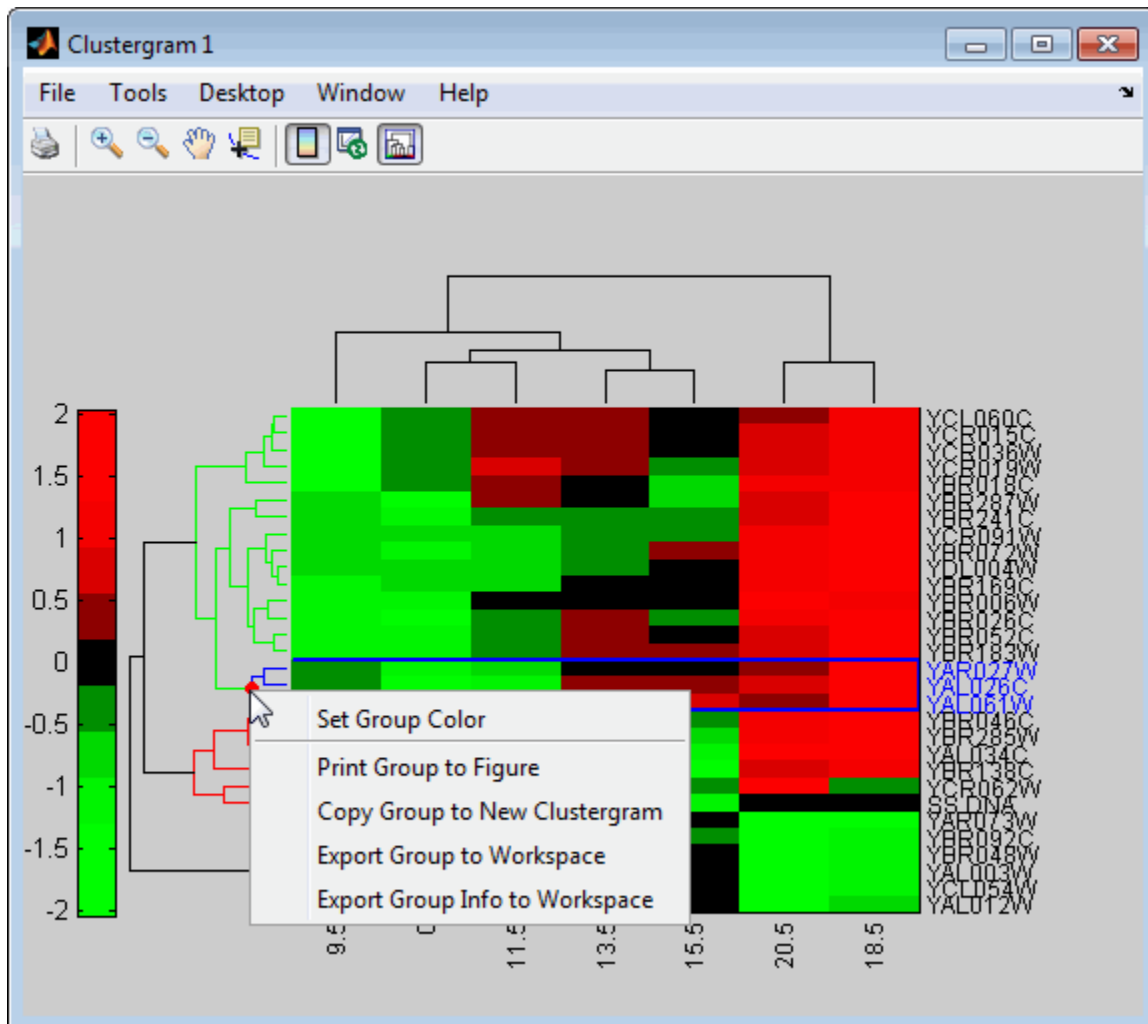 Clustergram 1
File Tools Desktop Window Help
2
1.5
1
0.5
0
-0.5
-1
-1.5
-2
YCL060C
YCR015C
YCR036W
YCR019W
YBR018C
YBR287W
YBR241C
YCR091W
YBR072W
YDL004W
YBR169C
YBR006W
YBR026C
YBR052C
YBR183W
YAR027W
YAL026C
YAL061W
YBR046C
YBR285W
YAL034C
YBR138C
YCR062W
SS DNA
YAR073W
YBR092C
YBR048W
YAL003W
YCL054W
YAL012W
Set Group Color
Print Group to Figure
Copy Group to New Clustergram
Export Group to Workspace
Export Group Info to Workspace
9.5
0
11.5
13.5
15.5
20.5
18.5